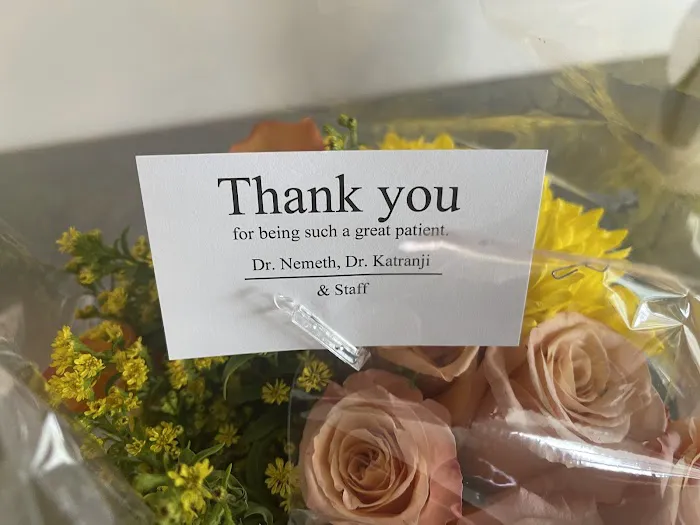 Thank you
for being such a great patient.
Dr. Nemeth, Dr. Katranji
& Staff